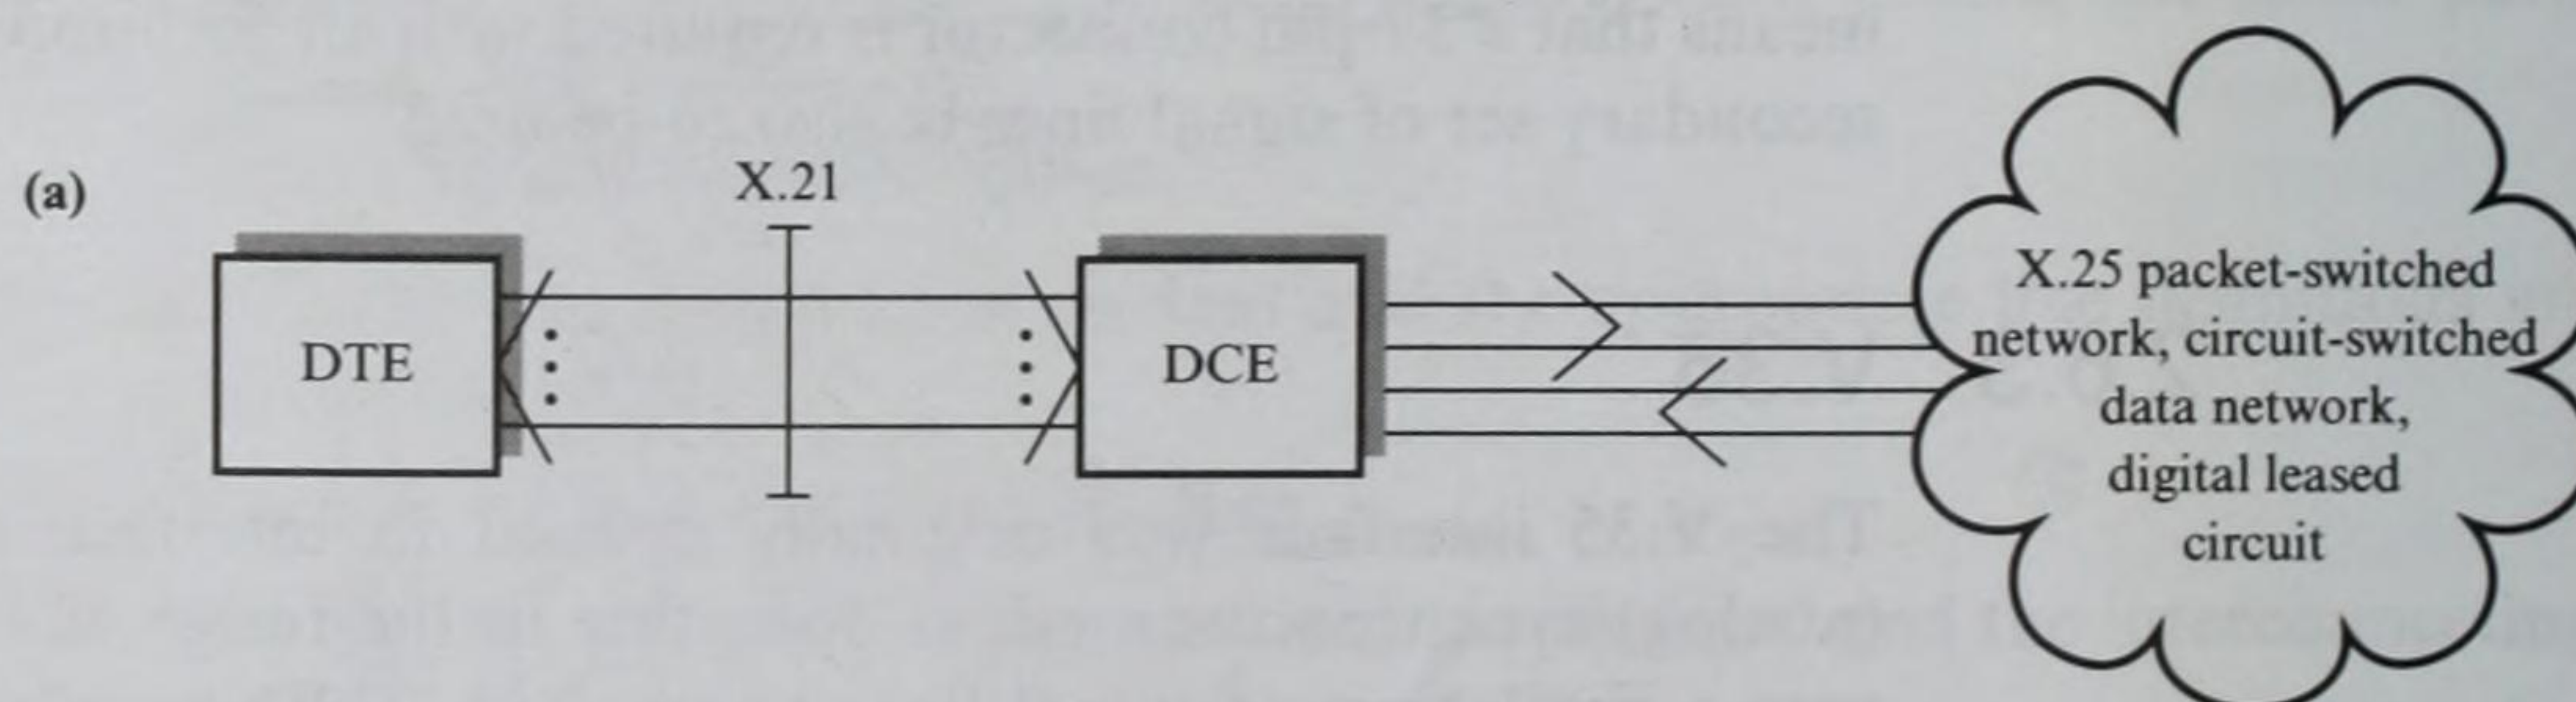 (a)
X.21
DTE
DCE
X.25 packet-switched
network, circuit-switched
data network,
digital leased
circuit